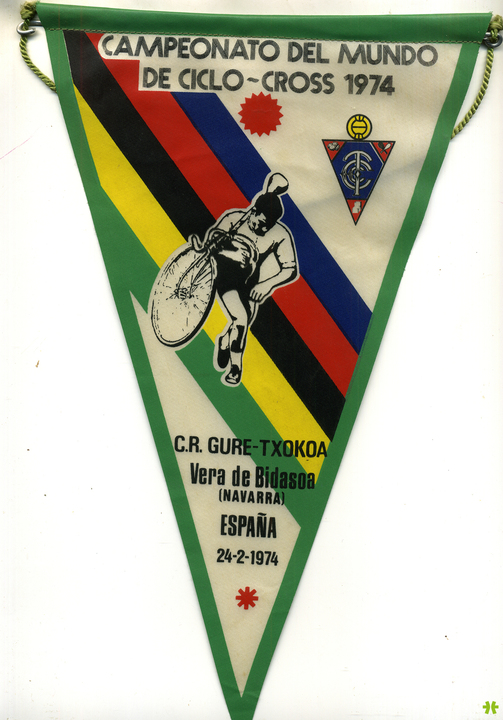 CAMPEONATO DEL MUNDO
DE CICLO-CROSS 1974
C.R. GURE-TXOKOA
Vera de Bidasoa
(NAVARRA)
ESPAÑA
24-2-1974